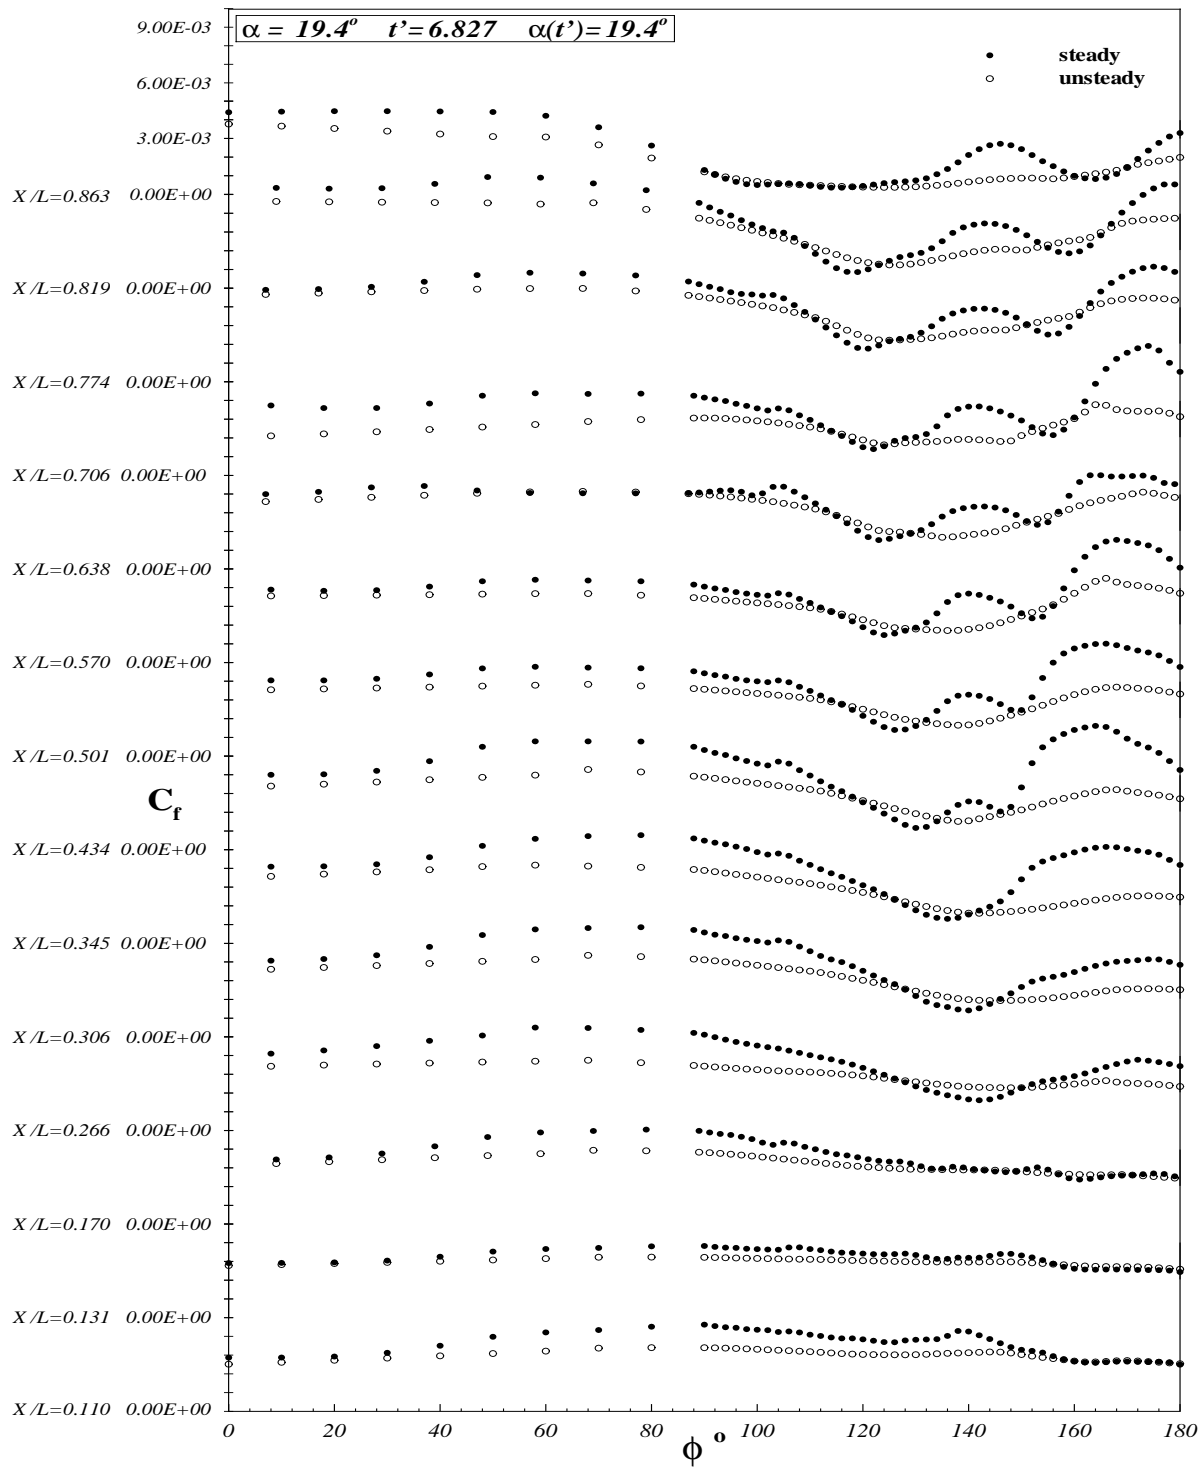 9.00E-03
α = 19.4° t’=6.827 α(t’)=19.4°
steady
6.00E-03
unsteady
3.00E-03
X/L=0.863 0.00E+00
X/L=0.819 0.00E+00
X/L=0.774 0.00E+00
X/L=0.706 0.00E+00
X/L=0.638 0.00E+00
X/L=0.570 0.00E+00
X/L=0.501 0.00E+00
C_f
X/L=0.434 0.00E+00
X/L=0.345 0.00E+00
X/L=0.306 0.00E+00
X/L=0.266 0.00E+00
X/L=0.170 0.00E+00
X/L=0.131 0.00E+00
X/L=0.110 0.00E+00
0 20 40 60 80 100 120 140 160 180
ϕ °